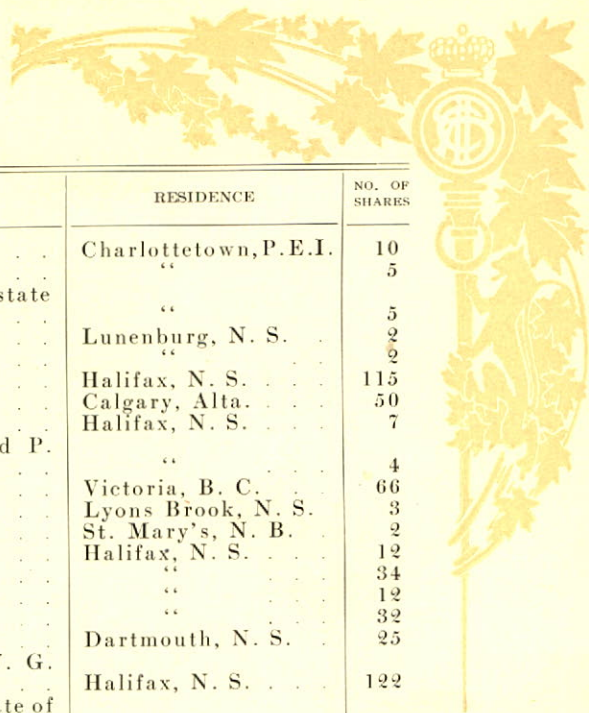 RESIDENCE NO. OF
SHARES
. . Charlottetown, P.E.I. 10
. . “ 5
state
. . “ 5
. . Lunenburg, N. S. . 2
. . “ . . 2
. . Halifax, N. S. . . . . 115
. . Calgary, Alta. . . . . 50
. . Halifax, N. S. . . . . 7
d P.
. . “ . . . 4
. . Victoria, B. C. . . 66
. . Lyons Brook, N. S. 3
. . St. Mary's, N. B. . 2
. . Halifax, N. S. . . . . 12
. . “ . . . 34
. . “ . . . 12
. . “ . . . 32
. . Dartmouth, N. S. . 25
. G.
. . Halifax, N. S. . . . . 122
te of